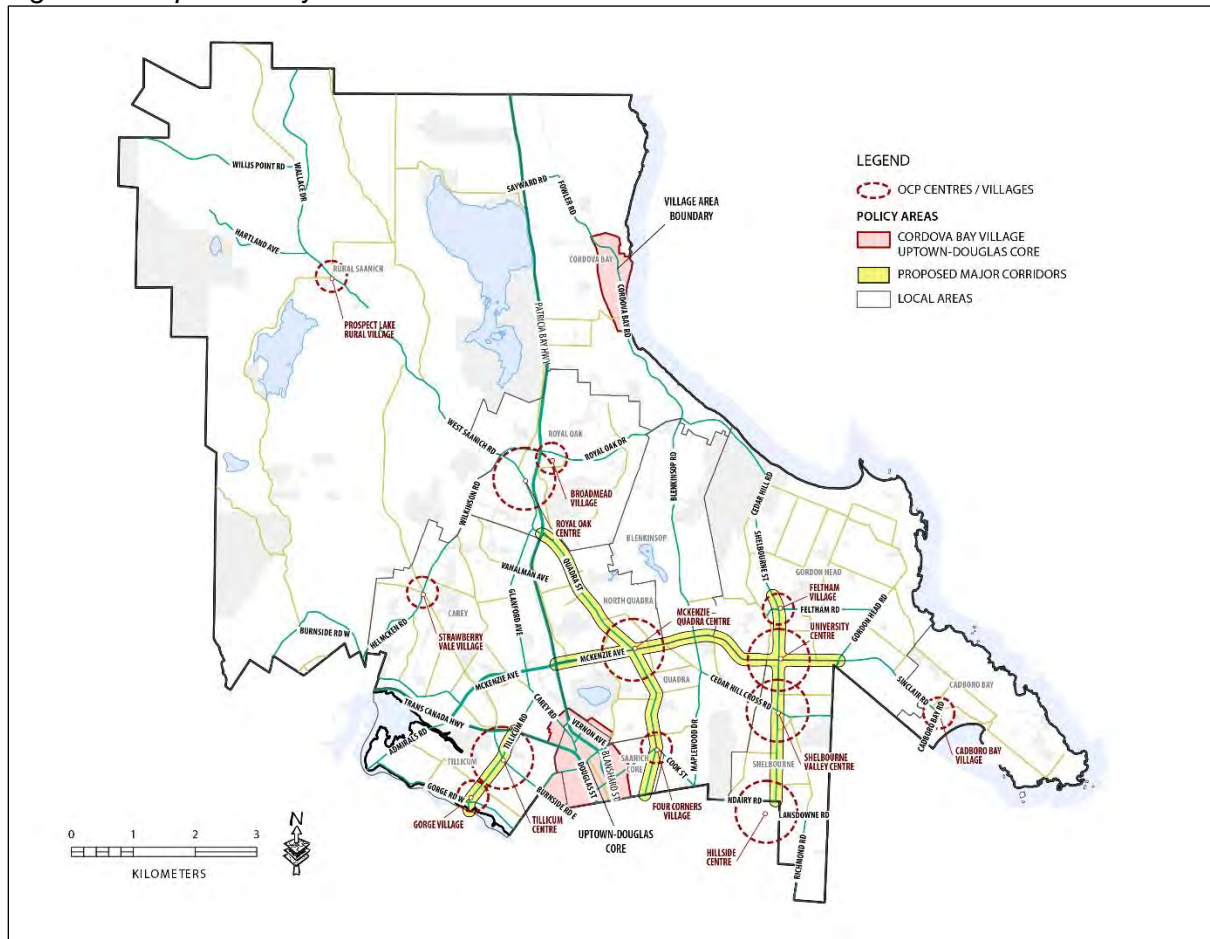 LEGEND
OCP CENTRES / VILLAGES
POLICY AREAS
CORDOVA BAY VILLAGE
UPTOWN-DOUGLAS CORE
PROPOSED MAJOR CORRIDORS
LOCAL AREAS
VILLAGE AREA
BOUNDARY
WILLIS POINT RD
WALLACE DR
HARTLAND AVE
RURAL SAANICH
PROSPECT LAKE
RURAL VILLAGE
SAYWARD RD
FOWLER RD
CORDOVA BAY
CORDOVA BAY RD
PATRICIA BAY HWY
WEST SAANICH RD
ROYAL OAK
ROYAL OAK DR
BROADMEAD
VILLAGE
ROYAL OAK
CENTRE
WILKINSON RD
BLENKINSOP RD
BLENKINSOP
CEDAR HILL RD
SHELBOURNE ST
GORDON HEAD
FELTHAM
VILLAGE
FELTHAM RD
UNIVERSITY
CENTRE
GORDON HEAD RD
QUADRA ST
VANALMAN AVE
GLANFORD AVE
NORTH QUADRA
MCKENZIE -
QUADRA CENTRE
CAREY
STRAWBERRY
VALE VILLAGE
BURNSIDE RD W
HELMCKEN RD
MCKENZIE AVE
MCKENZIE AVE
QUADRA
CEDAR HILL CROSS RD
SINCLAIR RD
CADBORO BAY
CADBORO BAY RD
CADBORO BAY
VILLAGE
TRANS CANADA HWY
ADMIRALS RD
TILLICUM RD
CAREY RD
VERNON AVE
BLANSHARD ST
DOUGLAS ST
SAANICH
CORE
COOK ST
MAPLEWOOD DR
SHELBOURNE
VALLEY CENTRE
SHELBOURNE
TILLICUM
GORGE RD W
BURNSIDE RD E
GORGE VILLAGE
TILLICUM
CENTRE
UPTOWN-DOUGLAS
CORE
FOUR CORNERS
VILLAGE
NDAIRY RD
LANSDOWNE RD
HILLSIDE
CENTRE
RICHMOND RD
0 1 2 3
KILOMETERS
N